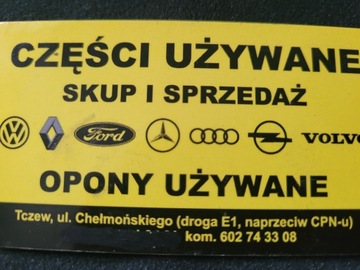 CZĘŚCI UŻYWANE
SKUP I SPRZEDAŻ
Ford VOLVO
OPONY UŻYWANE
Tczew, ul. Chełmońskiego (droga E1, naprzeciw CPN-u)
kom. 602 74 33 08